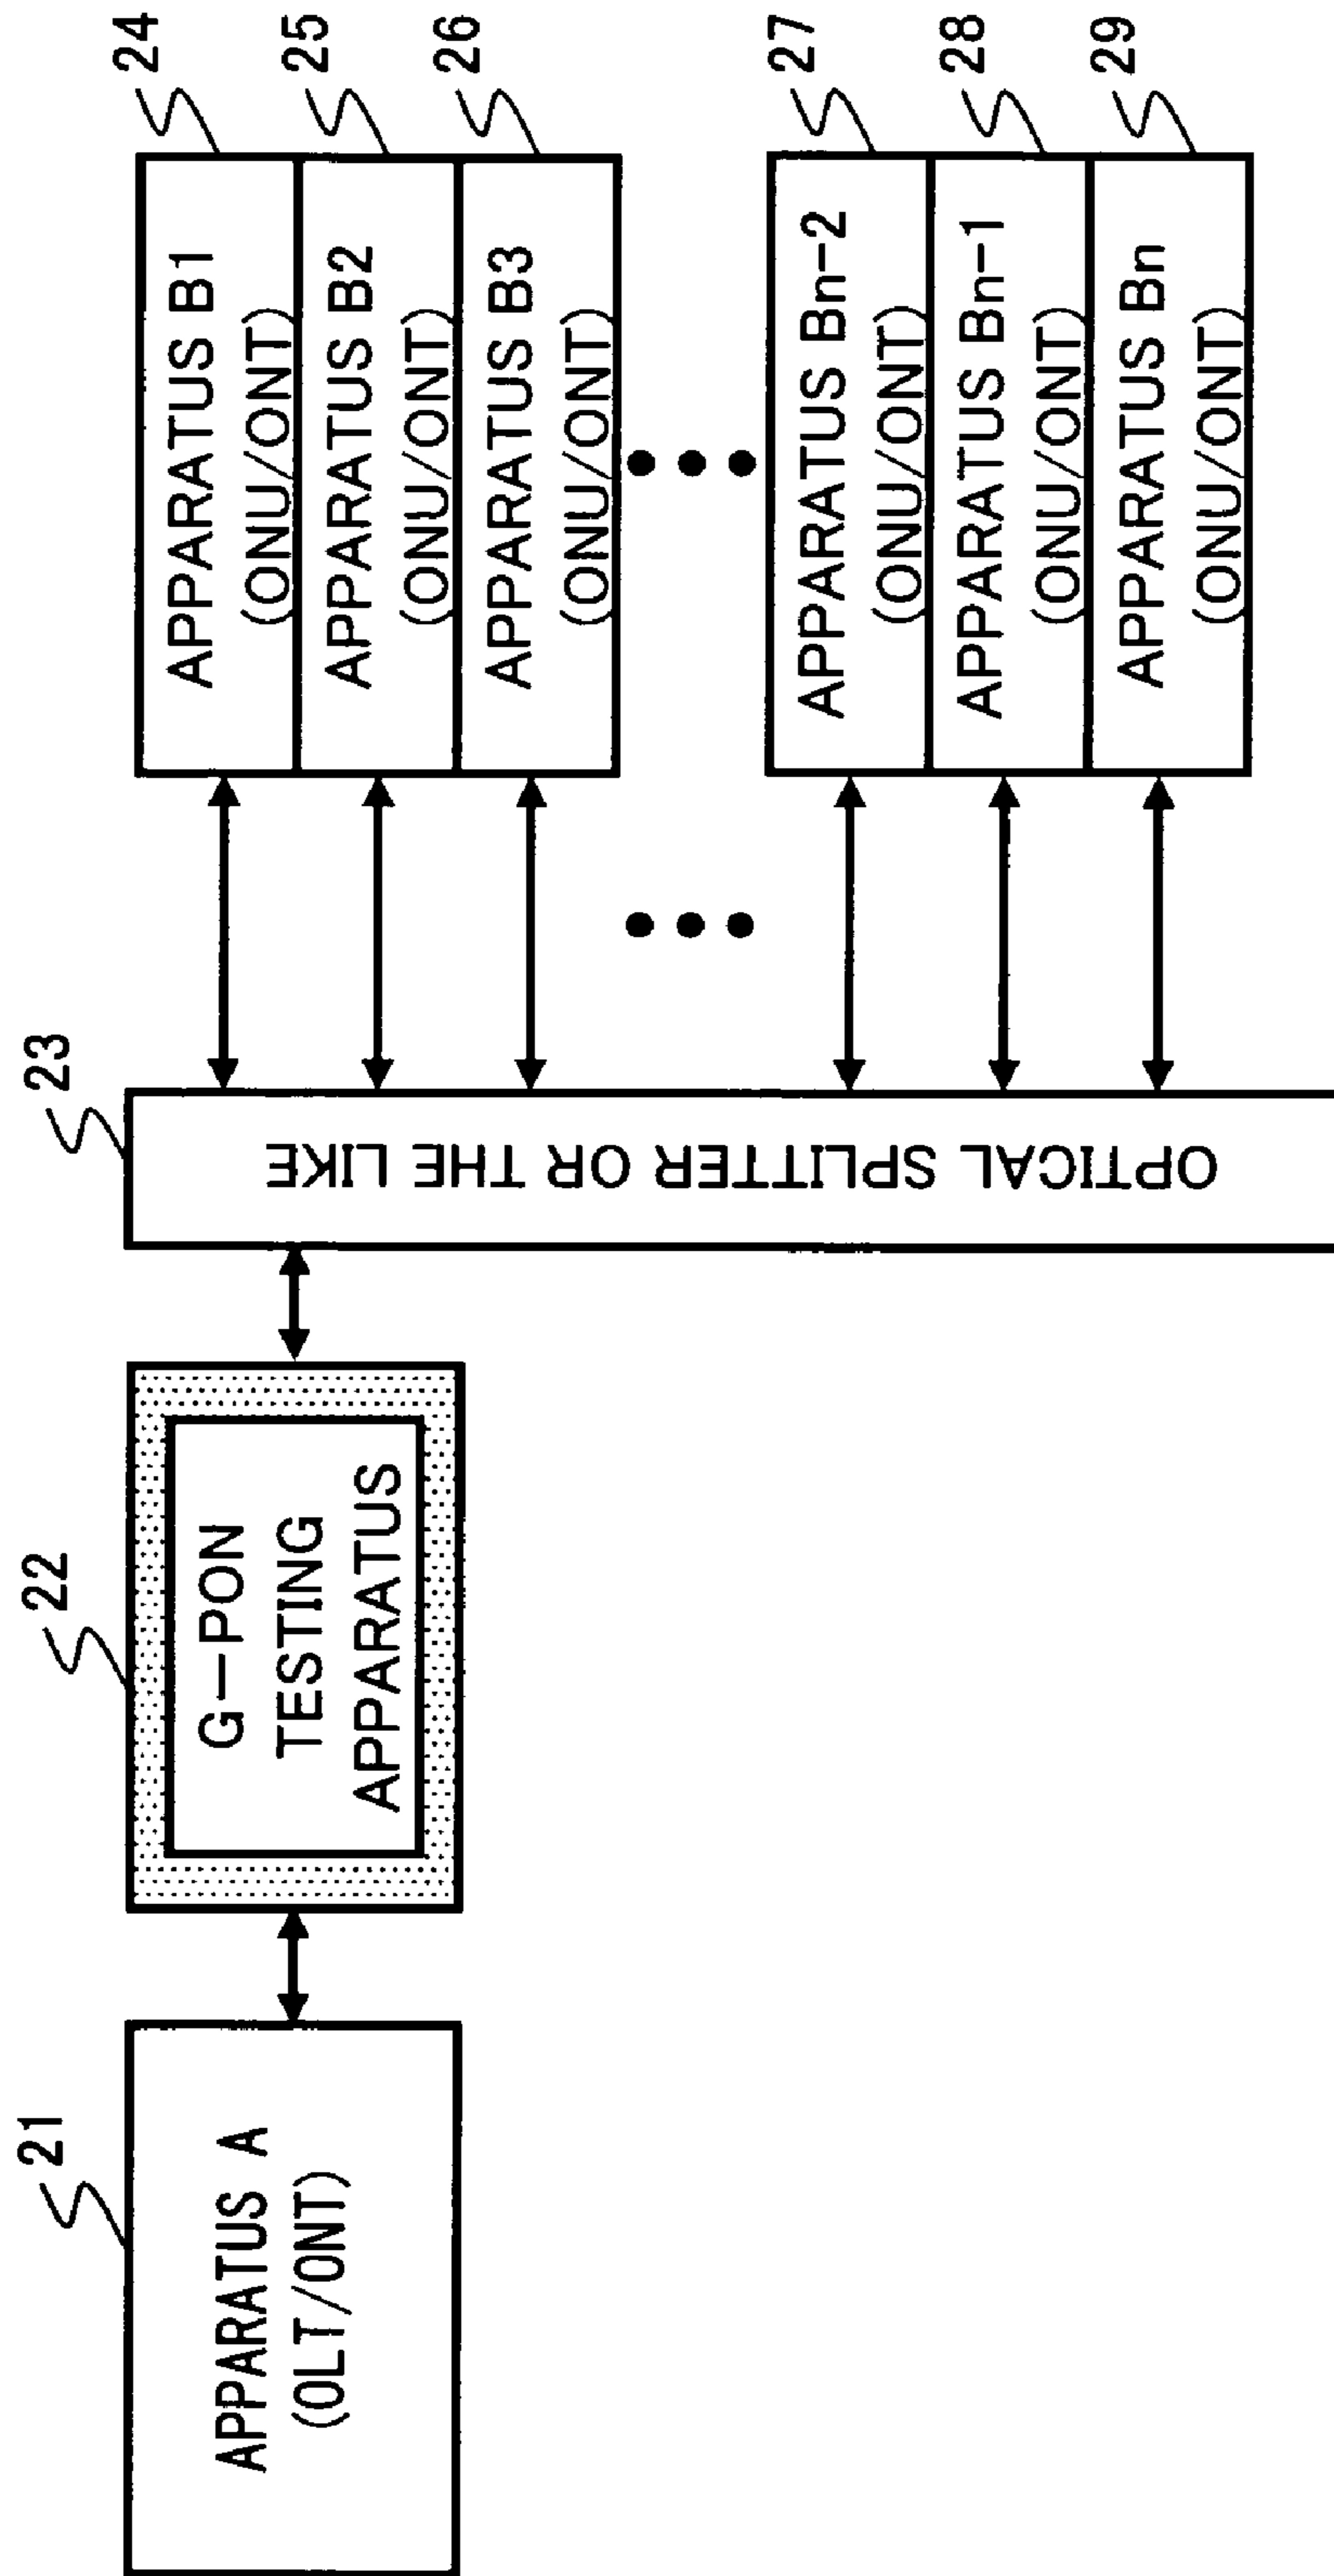 21
APPARATUS A
(OLT/ONT)
22
G-PON
TESTING
APPARATUS
23
OPTICAL SPLITTER OR THE LIKE
24
APPARATUS B1
(ONU/ONT)
25
APPARATUS B2
(ONU/ONT)
26
APPARATUS B3
(ONU/ONT)
27
APPARATUS Bn-2
(ONU/ONT)
28
APPARATUS Bn-1
(ONU/ONT)
29
APPARATUS Bn
(ONU/ONT)